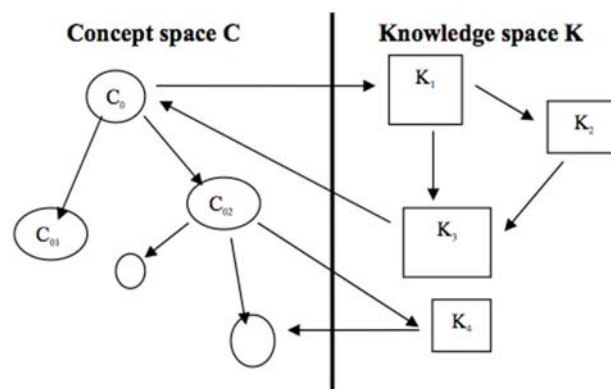 Concept space C
Knowledge space K
C₀
K₁
K₂
C₀₁
C₀₂
K₃
K₄